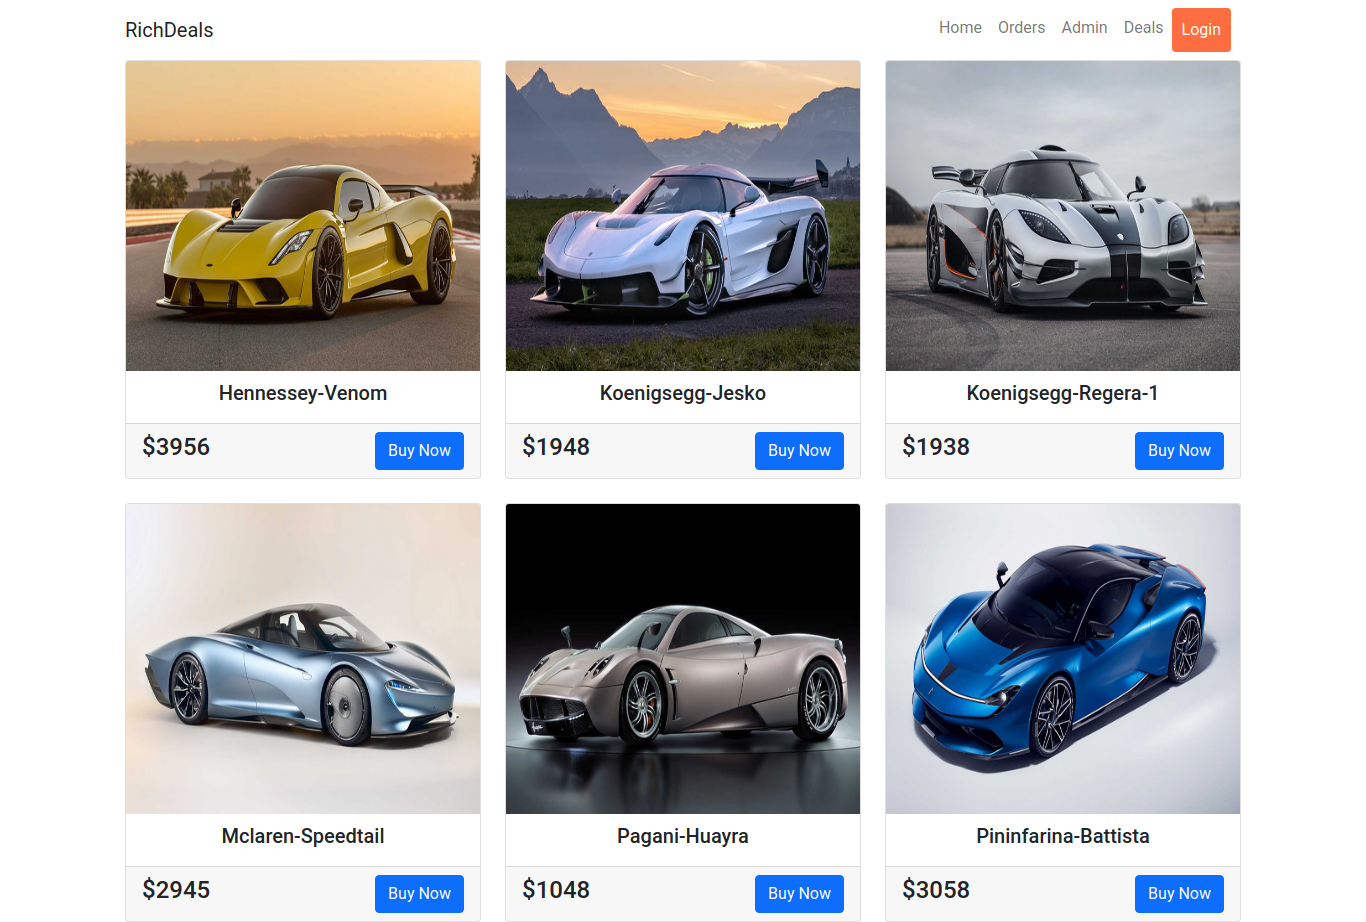 RichDeals
Home Orders Admin Deals Login
Hennessey-Venom
$3956 Buy Now
Koenigsegg-Jesko
$1948 Buy Now
Koenigsegg-Regera-1
$1938 Buy Now
Mclaren-Speedtail
$2945 Buy Now
Pagani-Huayra
$1048 Buy Now
Pininfarina-Battista
$3058 Buy Now